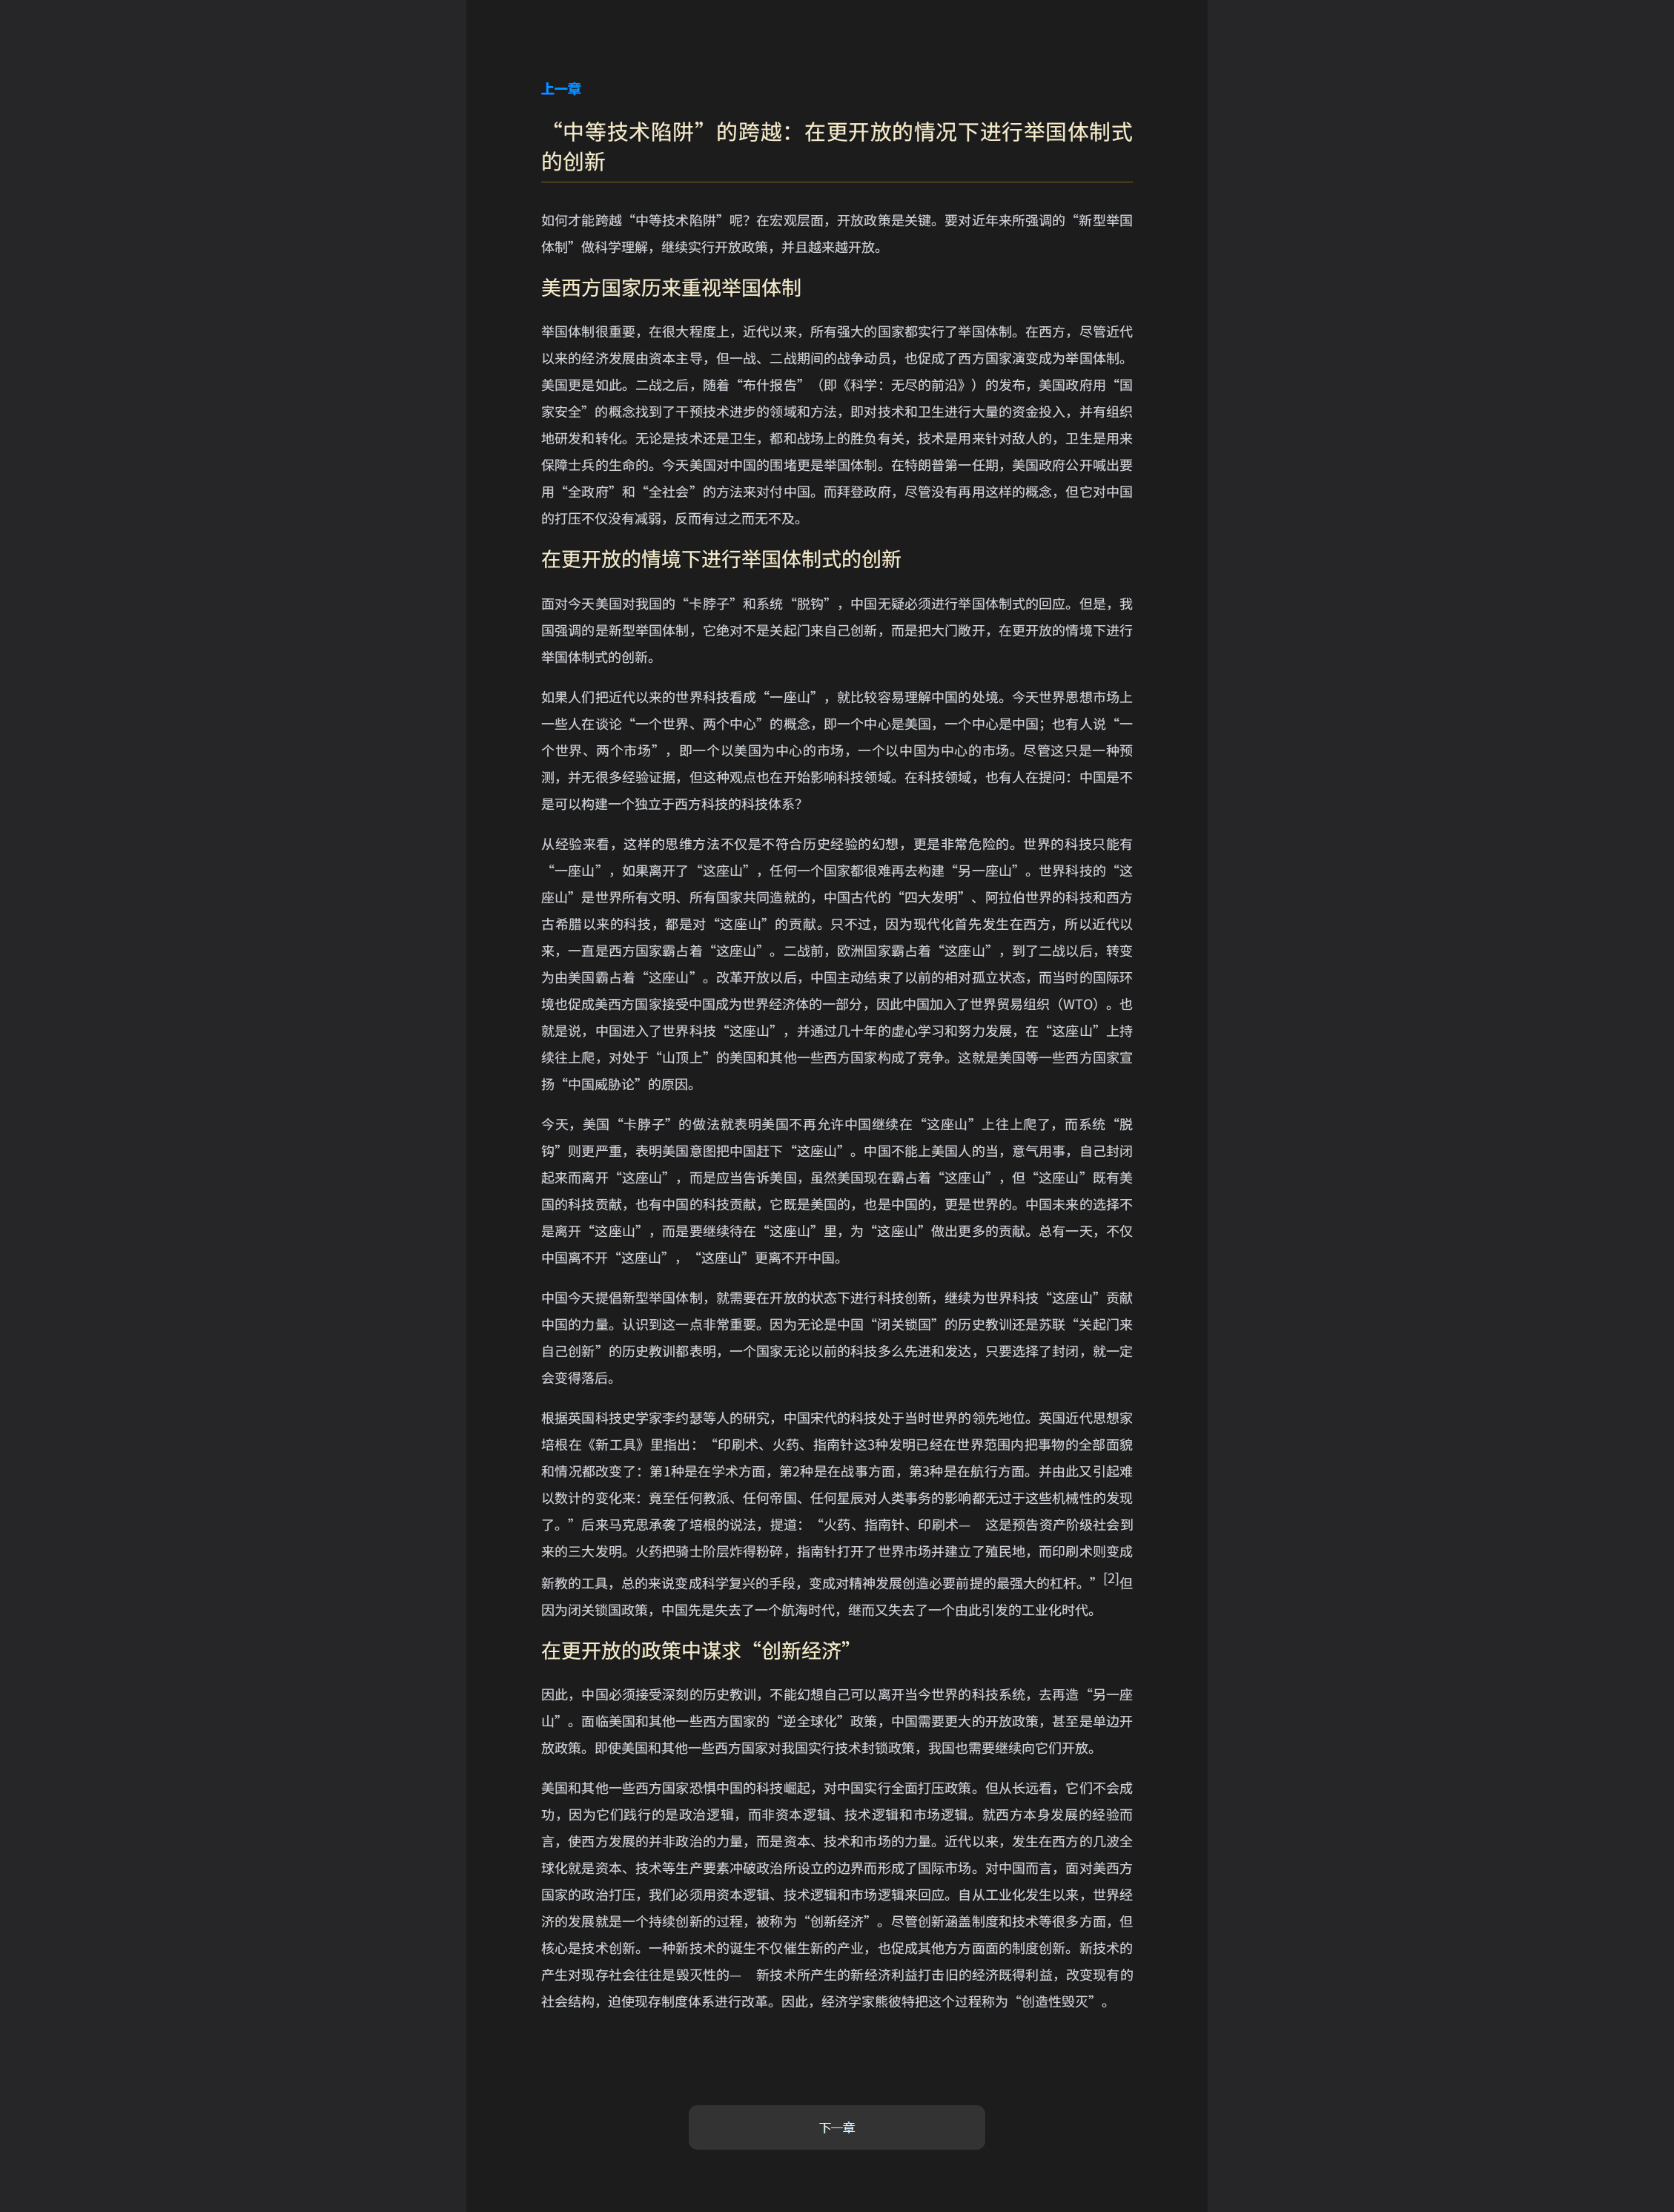 上一章
“中等技术陷阱”的跨越：在更开放的情况下进行举国体制式
的创新
如何才能跨越“中等技术陷阱”呢？在宏观层面，开放政策是关键。要对近年来所强调的“新型举国
体制”做科学理解，继续实行开放政策，并且越来越开放。
美西方国家历来重视举国体制
举国体制很重要，在很大程度上，近代以来，所有强大的国家都实行了举国体制。在西方，尽管近代
以来的经济发展由资本主导，但一战、二战期间的战争动员，也促成了西方国家演变成为举国体制。
美国更是如此。二战之后，随着“布什报告”（即《科学：无尽的前沿》）的发布，美国政府用“国
家安全”的概念找到了干预技术进步的领域和方法，即对技术和卫生进行大量的资金投入，并有组织
地研发和转化。无论是技术还是卫生，都和战场上的胜负有关，技术是用来针对敌人的，卫生是用来
保障士兵的生命的。今天美国对中国的围堵更是举国体制。在特朗普第一任期，美国政府公开喊出要
用“全政府”和“全社会”的方法来对付中国。而拜登政府，尽管没有再用这样的概念，但它对中国
的打压不仅没有减弱，反而有过之而无不及。
在更开放的情境下进行举国体制式的创新
面对今天美国对我国的“卡脖子”和系统“脱钩”，中国无疑必须进行举国体制式的回应。但是，我
国强调的是新型举国体制，它绝对不是关起门来自己创新，而是把大门敞开，在更开放的情境下进行
举国体制式的创新。
如果人们把近代以来的世界科技看成“一座山”，就比较容易理解中国的处境。今天世界思想市场上
一些人在谈论“一个世界、两个中心”的概念，即一个中心是美国，一个中心是中国；也有人说“一
个世界、两个市场”，即一个以美国为中心的市场，一个以中国为中心的市场。尽管这只是一种预
测，并无很多经验证据，但这种观点也在开始影响科技领域。在科技领域，也有人在提问：中国是不
是可以构建一个独立于西方科技的科技体系？
从经验来看，这样的思维方法不仅是不符合历史经验的幻想，更是非常危险的。世界的科技只能有
“一座山”，如果离开了“这座山”，任何一个国家都很难再去构建“另一座山”。世界科技的“这
座山”是世界所有文明、所有国家共同造就的，中国古代的“四大发明”、阿拉伯世界的科技和西方
古希腊以来的科技，都是对“这座山”的贡献。只不过，因为现代化首先发生在西方，所以近代以
来，一直是西方国家霸占着“这座山”。二战前，欧洲国家霸占着“这座山”，到了二战以后，转变
为由美国霸占着“这座山”。改革开放以后，中国主动结束了以前的相对孤立状态，而当时的国际环
境也促成美西方国家接受中国成为世界经济体的一部分，因此中国加入了世界贸易组织（WTO）。也
就是说，中国进入了世界科技“这座山”，并通过几十年的虚心学习和努力发展，在“这座山”上持
续往上爬，对处于“山顶上”的美国和其他一些西方国家构成了竞争。这就是美国等一些西方国家宣
扬“中国威胁论”的原因。
今天，美国“卡脖子”的做法就表明美国不再允许中国继续在“这座山”上往上爬了，而系统“脱
钩”则更严重，表明美国意图把中国赶下“这座山”。中国不能上美国人的当，意气用事，自己封闭
起来而离开“这座山”，而是应当告诉美国，虽然美国现在霸占着“这座山”，但“这座山”既有美
国的科技贡献，也有中国的科技贡献，它既是美国的，也是中国的，更是世界的。中国未来的选择不
是离开“这座山”，而是要继续待在“这座山”里，为“这座山”做出更多的贡献。总有一天，不仅
中国离不开“这座山”，“这座山”更离不开中国。
中国今天提倡新型举国体制，就需要在开放的状态下进行科技创新，继续为世界科技“这座山”贡献
中国的力量。认识到这一点非常重要。因为无论是中国“闭关锁国”的历史教训还是苏联“关起门来
自己创新”的历史教训都表明，一个国家无论以前的科技多么先进和发达，只要选择了封闭，就一定
会变得落后。
根据英国科技史学家李约瑟等人的研究，中国宋代的科技处于当时世界的领先地位。英国近代思想家
培根在《新工具》里指出：“印刷术、火药、指南针这3种发明已经在世界范围内把事物的全部面貌
和情况都改变了：第1种是在学术方面，第2种是在战事方面，第3种是在航行方面。并由此又引起难
以数计的变化来：竟至任何教派、任何帝国、任何星辰对人类事务的影响都无过于这些机械性的发现
了。”后来马克思承袭了培根的说法，提道：“火药、指南针、印刷术—　这是预告资产阶级社会到
来的三大发明。火药把骑士阶层炸得粉碎，指南针打开了世界市场并建立了殖民地，而印刷术则变成
新教的工具，总的来说变成科学复兴的手段，变成对精神发展创造必要前提的最强大的杠杆。”[2]但
因为闭关锁国政策，中国先是失去了一个航海时代，继而又失去了一个由此引发的工业化时代。
在更开放的政策中谋求“创新经济”
因此，中国必须接受深刻的历史教训，不能幻想自己可以离开当今世界的科技系统，去再造“另一座
山”。面临美国和其他一些西方国家的“逆全球化”政策，中国需要更大的开放政策，甚至是单边开
放政策。即使美国和其他一些西方国家对我国实行技术封锁政策，我国也需要继续向它们开放。
美国和其他一些西方国家恐惧中国的科技崛起，对中国实行全面打压政策。但从长远看，它们不会成
功，因为它们践行的是政治逻辑，而非资本逻辑、技术逻辑和市场逻辑。就西方本身发展的经验而
言，使西方发展的并非政治的力量，而是资本、技术和市场的力量。近代以来，发生在西方的几波全
球化就是资本、技术等生产要素冲破政治所设立的边界而形成了国际市场。对中国而言，面对美西方
国家的政治打压，我们必须用资本逻辑、技术逻辑和市场逻辑来回应。自从工业化发生以来，世界经
济的发展就是一个持续创新的过程，被称为“创新经济”。尽管创新涵盖制度和技术等很多方面，但
核心是技术创新。一种新技术的诞生不仅催生新的产业，也促成其他方方面面的制度创新。新技术的
产生对现存社会往往是毁灭性的—　新技术所产生的新经济利益打击旧的经济既得利益，改变现有的
社会结构，迫使现存制度体系进行改革。因此，经济学家熊彼特把这个过程称为“创造性毁灭”。
下一章